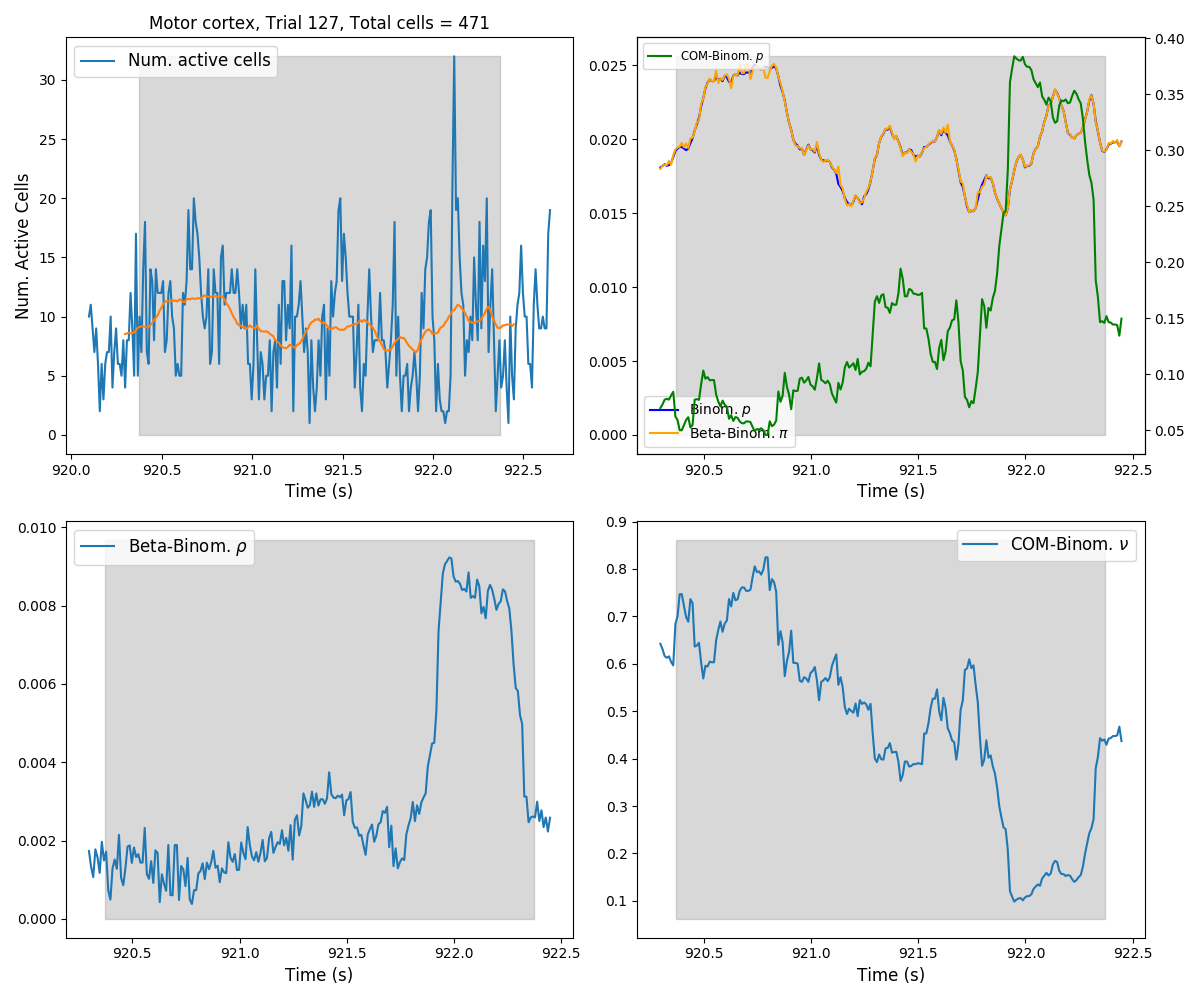 Motor cortex, Trial 127, Total cells = 471
Num. active cells
Num. Active Cells
30
25
20
15
10
5
0
920.0 920.5 921.0 921.5 922.0 922.5
Time (s)
COM-Binom. p
Binom. p
Beta-Binom. π
0.025
0.020
0.015
0.010
0.005
0.000
0.40
0.35
0.30
0.25
0.20
0.15
0.10
0.05
920.5 921.0 921.5 922.0 922.5
Time (s)
Beta-Binom. ρ
0.010
0.008
0.006
0.004
0.002
0.000
920.5 921.0 921.5 922.0 922.5
Time (s)
COM-Binom. ν
0.9
0.8
0.7
0.6
0.5
0.4
0.3
0.2
0.1
920.5 921.0 921.5 922.0 922.5
Time (s)